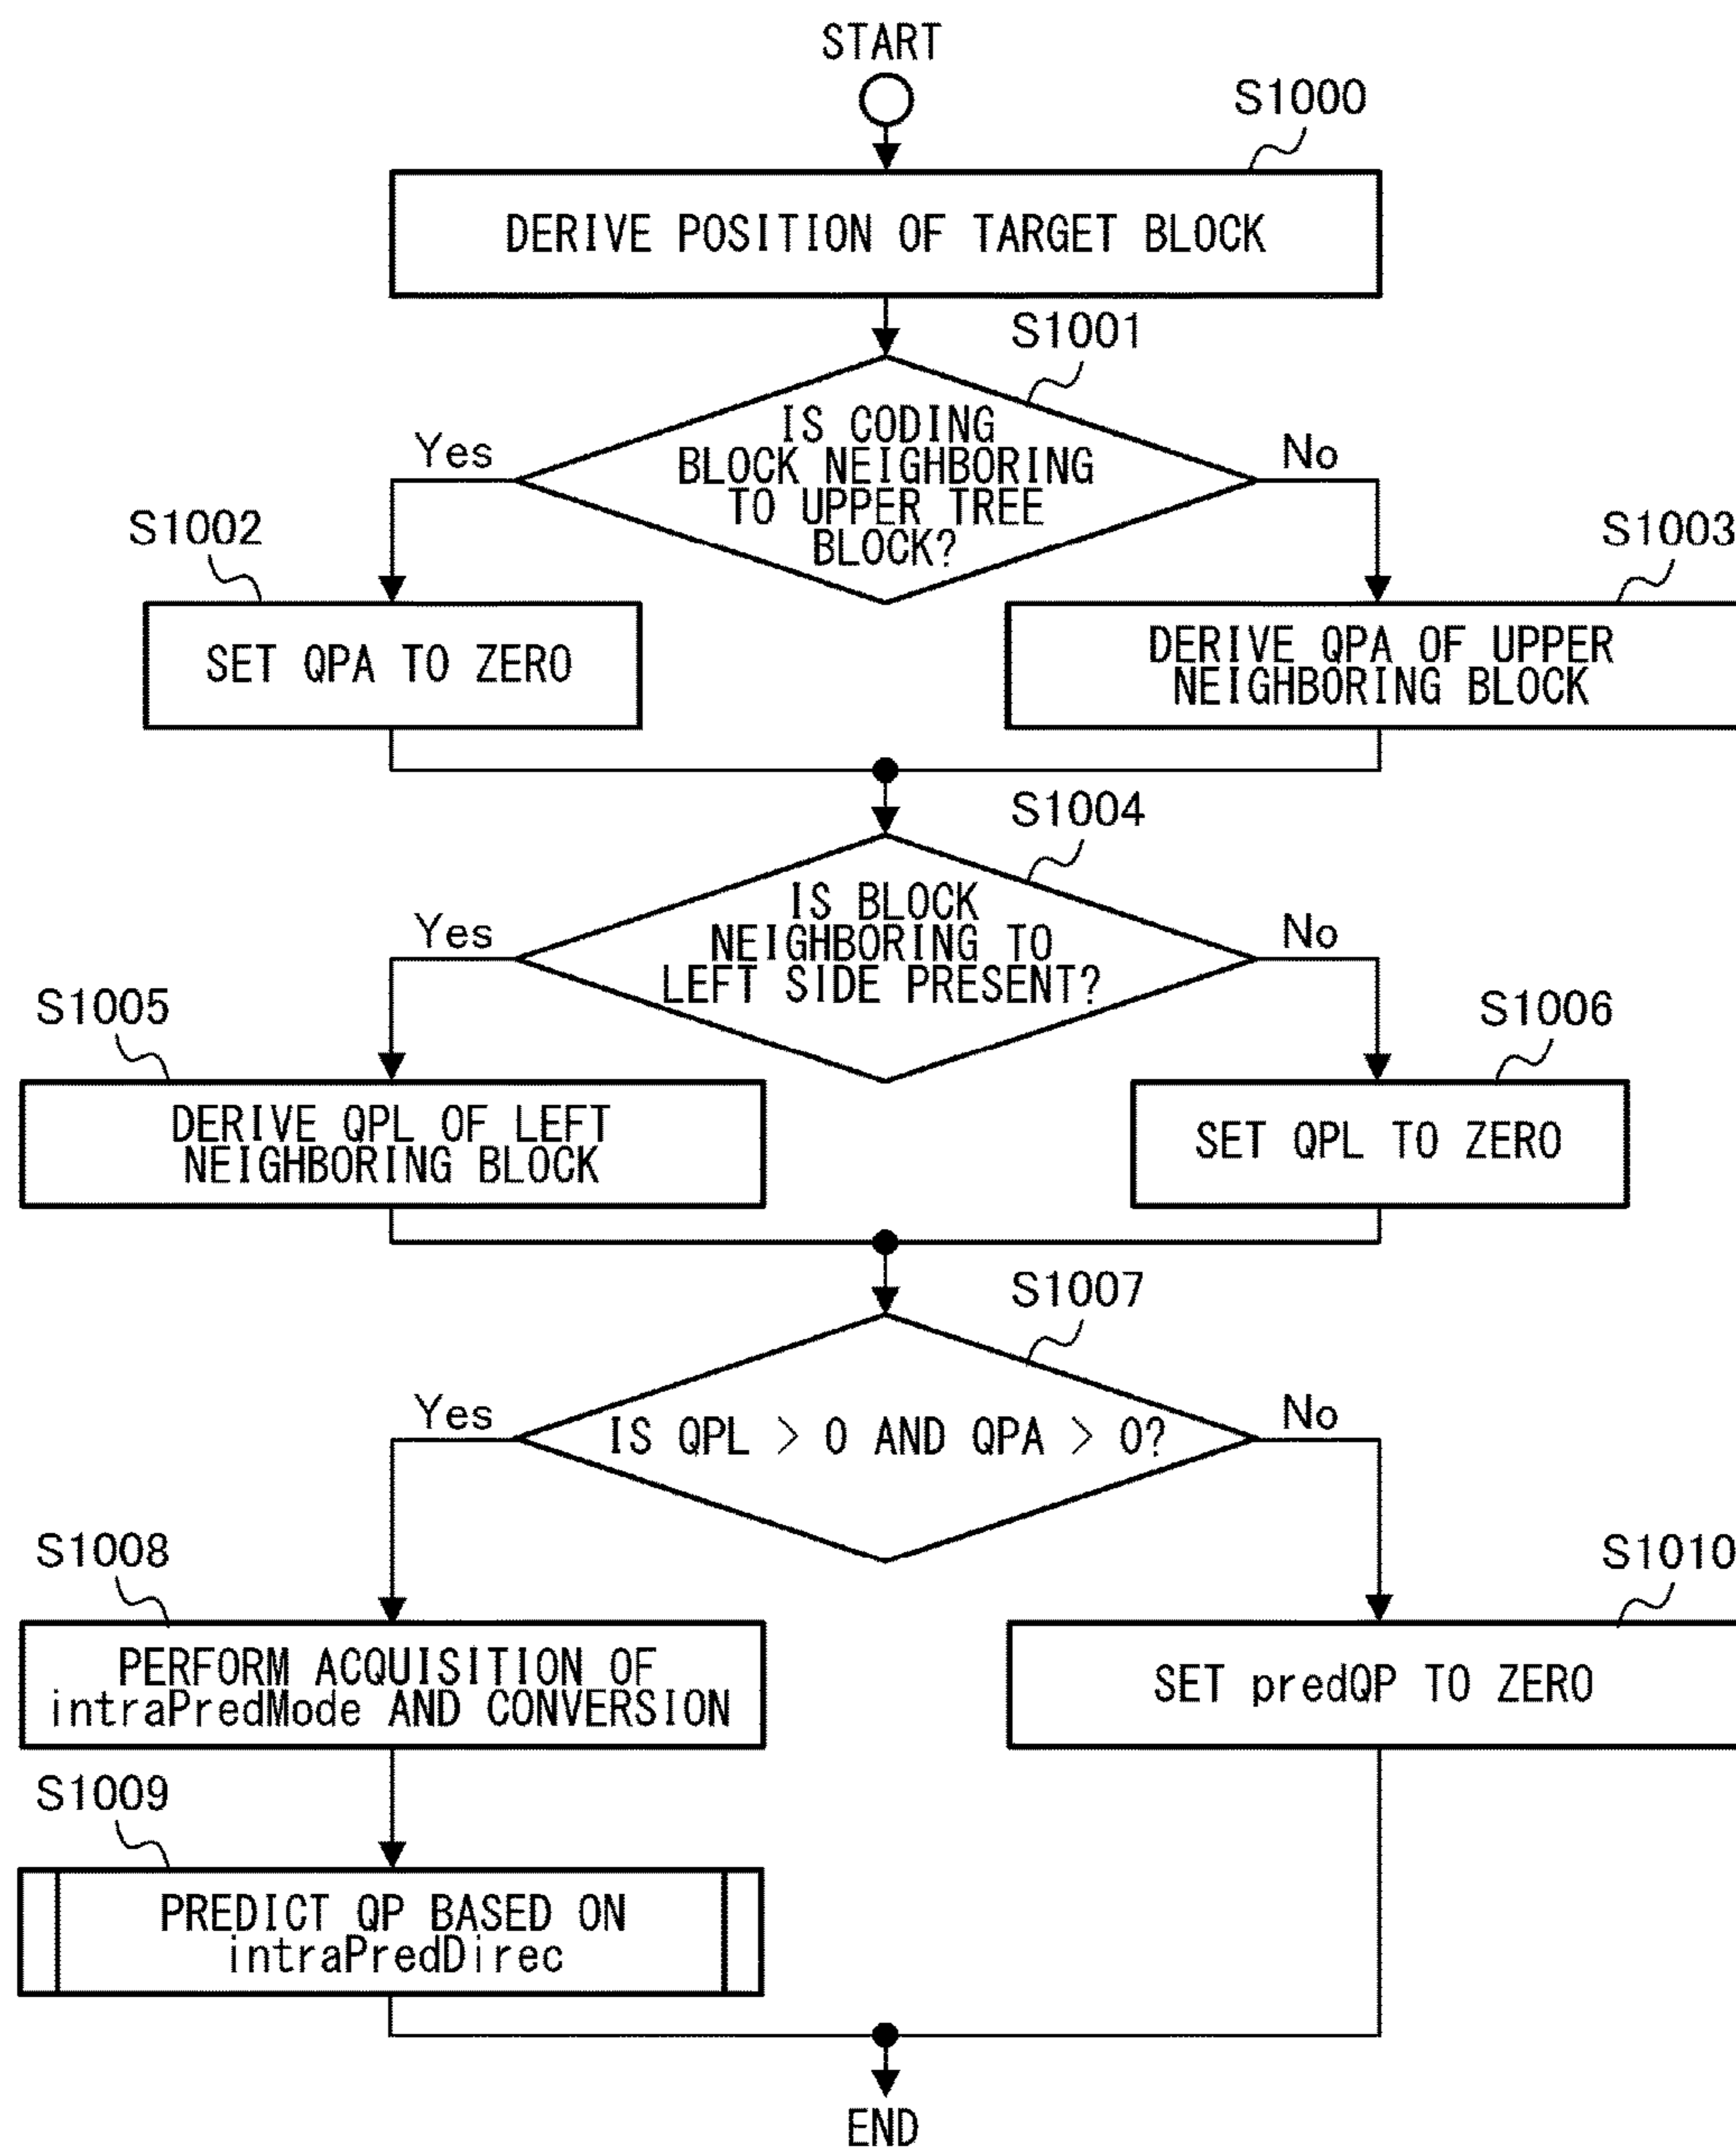 START
S1000
DERIVE POSITION OF TARGET BLOCK
S1001
IS CODING
BLOCK NEIGHBORING
TO UPPER TREE
BLOCK?
Yes
No
S1002
SET QPA TO ZERO
S1003
DERIVE QPA OF UPPER
NEIGHBORING BLOCK
S1004
IS BLOCK
NEIGHBORING TO
LEFT SIDE PRESENT?
Yes
No
S1005
DERIVE QPL OF LEFT
NEIGHBORING BLOCK
S1006
SET QPL TO ZERO
S1007
IS QPL > 0 AND QPA > 0?
Yes
No
S1008
PERFORM ACQUISITION OF
intraPredMode AND CONVERSION
S1010
SET predQP TO ZERO
S1009
PREDICT QP BASED ON
intraPredDirec
END